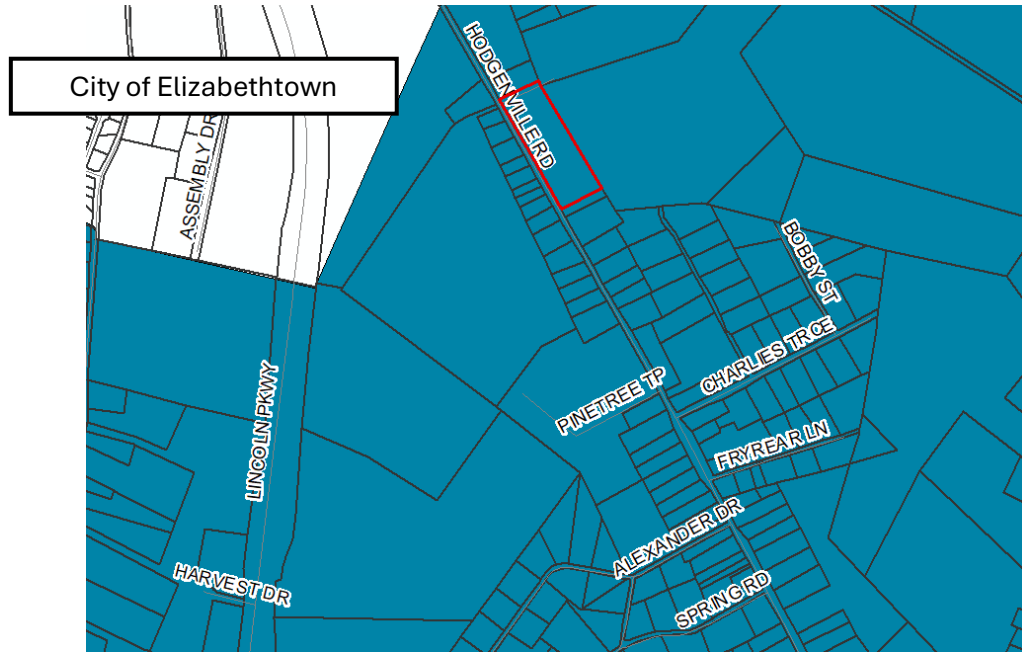 City of Elizabethtown
HODGENVILLE RD
ASSEMBLY DR
BOBBY ST
CHARLIES TRCE
PINETREE TP
LINCOLN PKWY
FRYREAR LN
ALEXANDER DR
HARVEST DR
SPRING RD